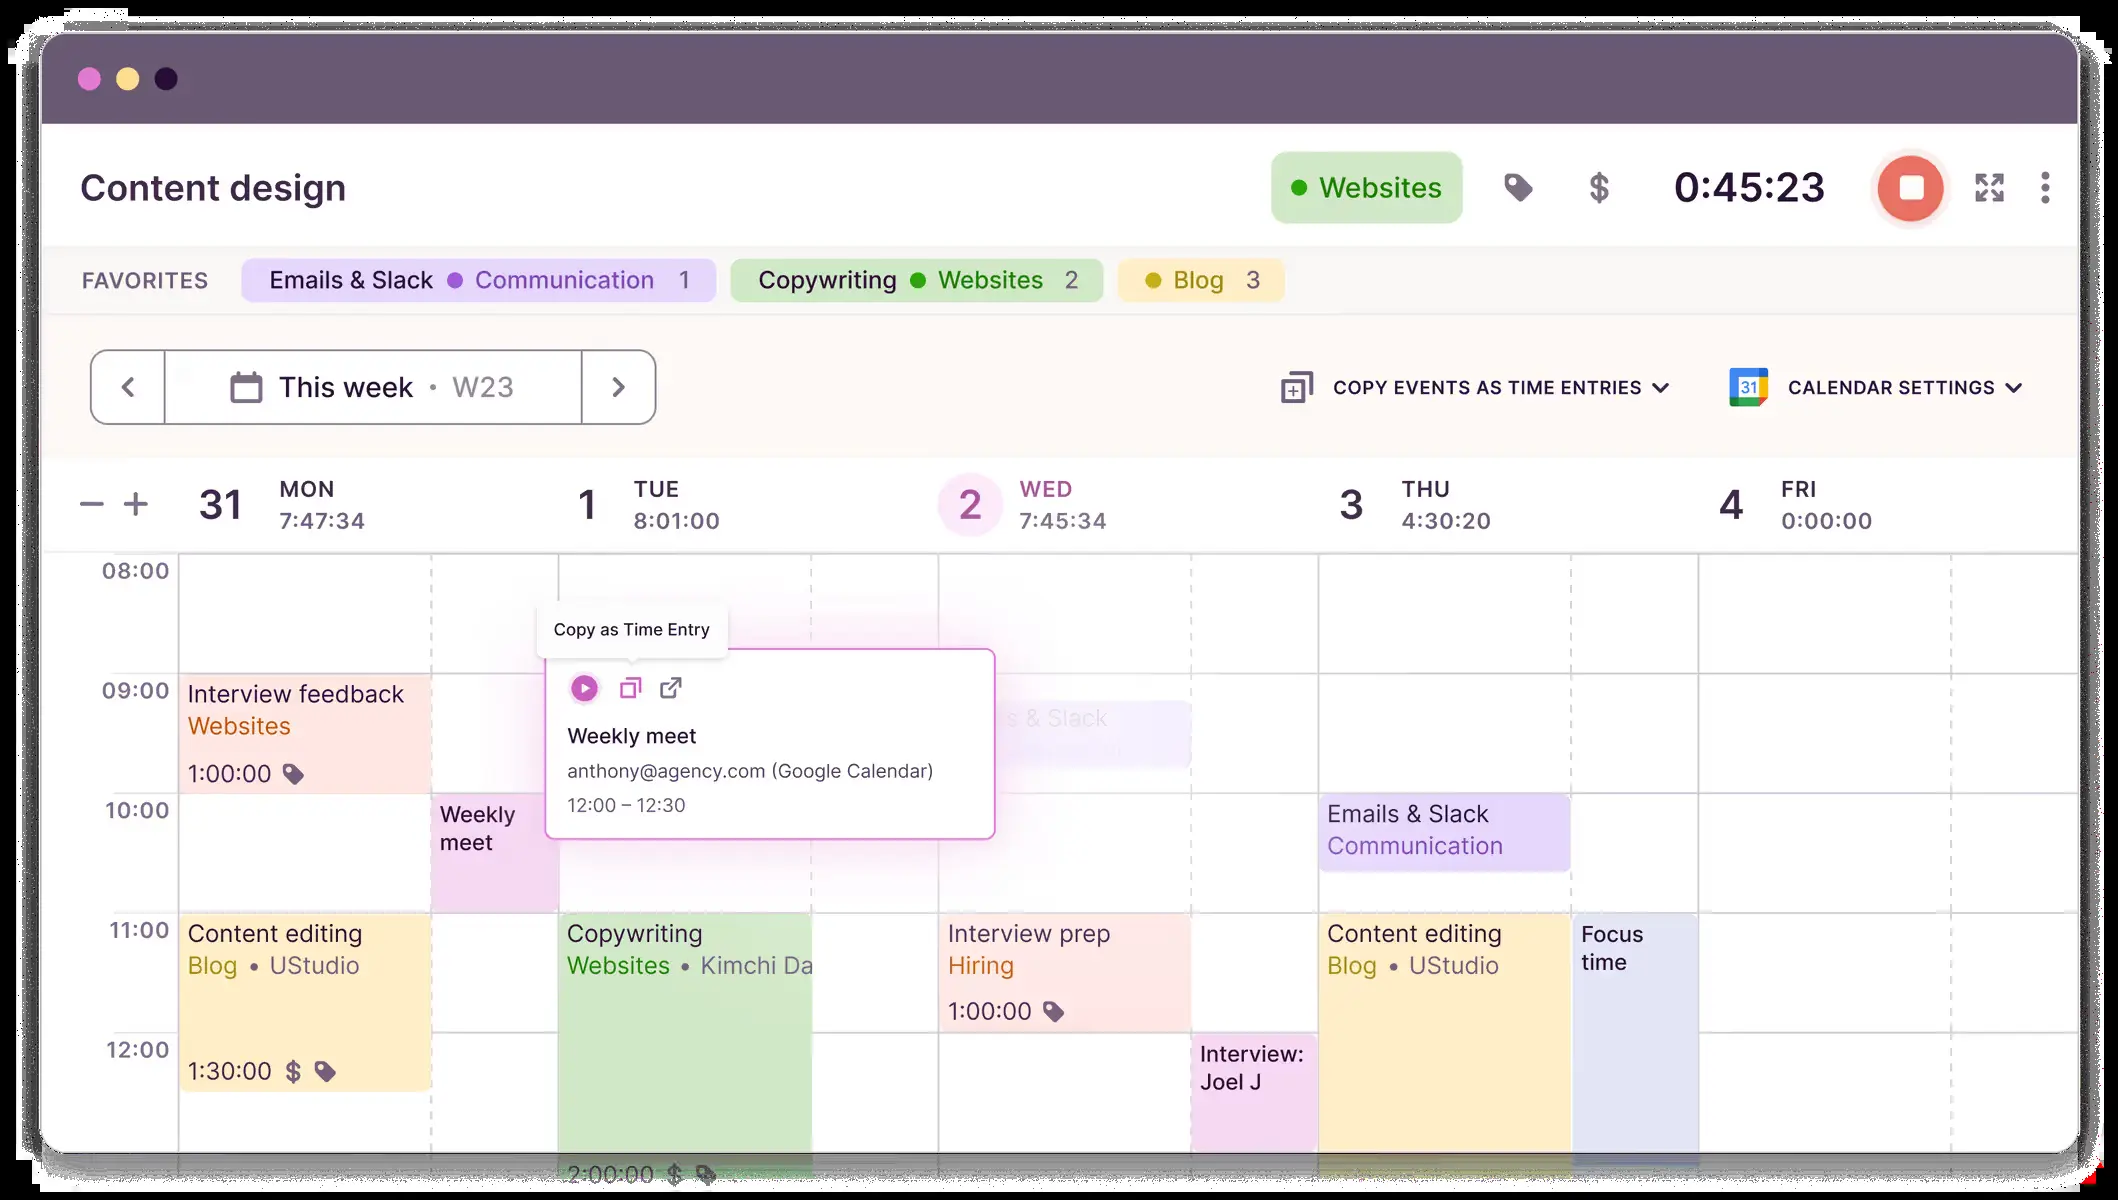 Content design
Websites
$
0:45:23
FAVORITES
Emails & Slack Communication 1
Copywriting Websites 2
Blog 3
This week • W23
COPY EVENTS AS TIME ENTRIES
31
CALENDAR SETTINGS
31 MON 7:47:34
1 TUE 8:01:00
2 WED 7:45:34
3 THU 4:30:20
4 FRI 0:00:00
08:00
09:00
10:00
11:00
12:00
Interview feedback
Websites
1:00:00
Content editing
Blog • UStudio
1:30:00 $
Weekly
meet
Copy as Time Entry
Weekly meet
anthony@agency.com (Google Calendar)
12:00 – 12:30
Copywriting
Websites • Kimchi Da
2:00:00 $
s & Slack
Interview prep
Hiring
1:00:00
Interview:
Joel J
Emails & Slack
Communication
Content editing
Blog • UStudio
Focus
time